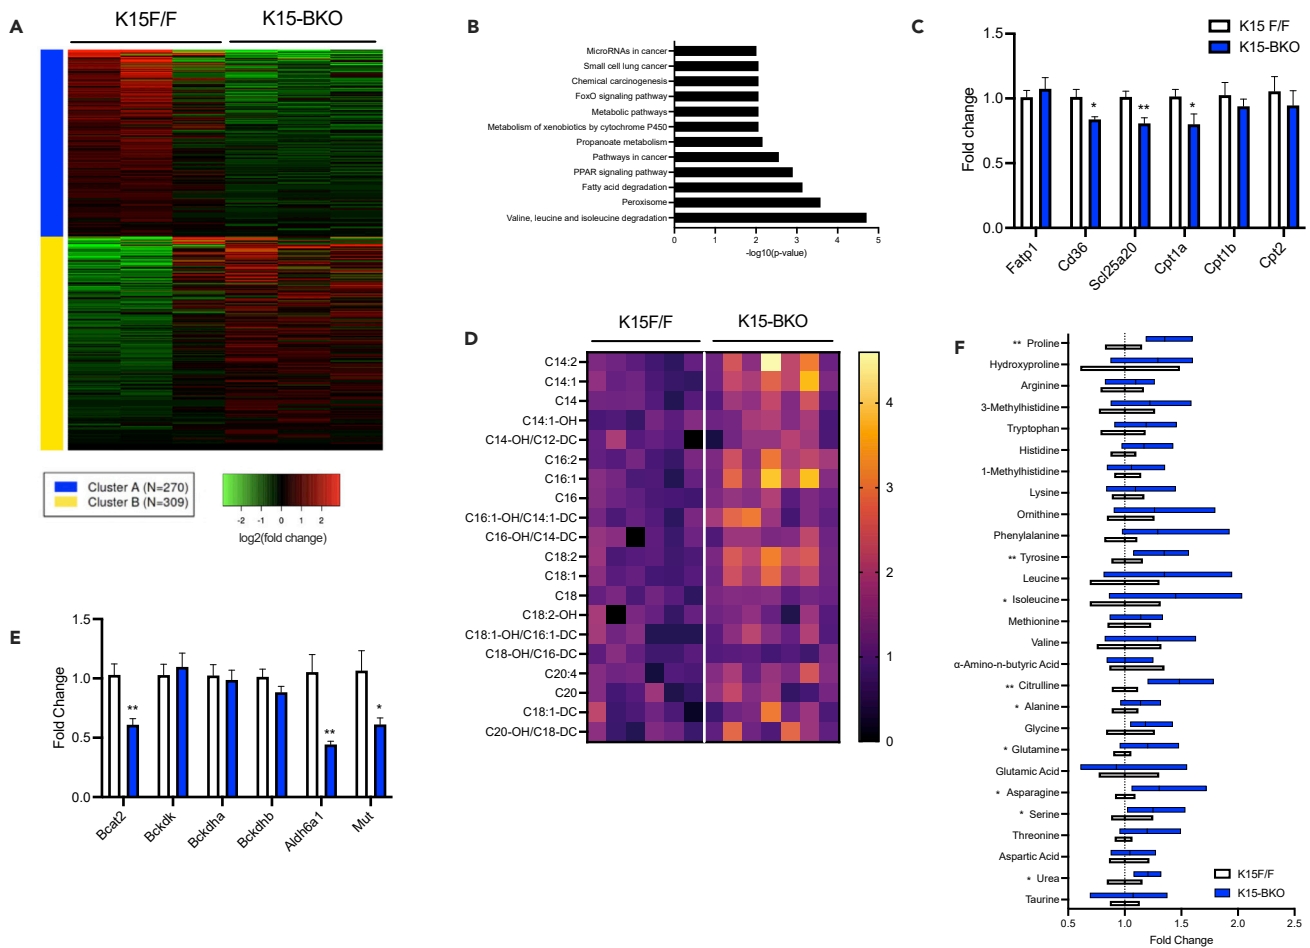 A
K15F/F
K15-BKO
Cluster A (N=270)
Cluster B (N=309)
-2 -1 0 1 2
log2(fold change)
B
MicroRNAs in cancer
Small cell lung cancer
Chemical carcinogenesis
FoxO signaling pathway
Metabolic pathways
Metabolism of xenobiotics by cytochrome P450
Propanoate metabolism
Pathways in cancer
PPAR signaling pathway
Fatty acid degradation
Peroxisome
Valine, leucine and isoleucine degradation
0 1 2 3 4 5
-log10(p-value)
C
K15 F/F
K15-BKO
1.5
1.0
0.5
0.0
Fold change
* ** *
Fatp1
Cd36
Scl25a20
Cpt1a
Cpt1b
Cpt2
D
K15F/F
K15-BKO
C14:2
C14:1
C14
C14:1-OH
C14-OH/C12-DC
C16:2
C16:1
C16
C16:1-OH/C14:1-DC
C16-OH/C14-DC
C18:2
C18:1
C18
C18:2-OH
C18:1-OH/C16:1-DC
C18-OH/C16-DC
C20:4
C20
C18:1-DC
C20-OH/C18-DC
4
3
2
1
0
E
1.5
1.0
0.5
0.0
Fold Change
** ** *
Bcat2
Bckdk
Bckdha
Bckdhb
Aldh6a1
Mut
F
** Proline
Hydroxyproline
Arginine
3-Methylhistidine
Tryptophan
Histidine
1-Methylhistidine
Lysine
Ornithine
Phenylalanine
** Tyrosine
Leucine
* Isoleucine
Methionine
Valine
α-Amino-n-butyric Acid
** Citrulline
* Alanine
Glycine
* Glutamine
Glutamic Acid
* Asparagine
* Serine
Threonine
Aspartic Acid
* Urea
Taurine
K15F/F
K15-BKO
0.5 1.0 1.5 2.0 2.5
Fold Change